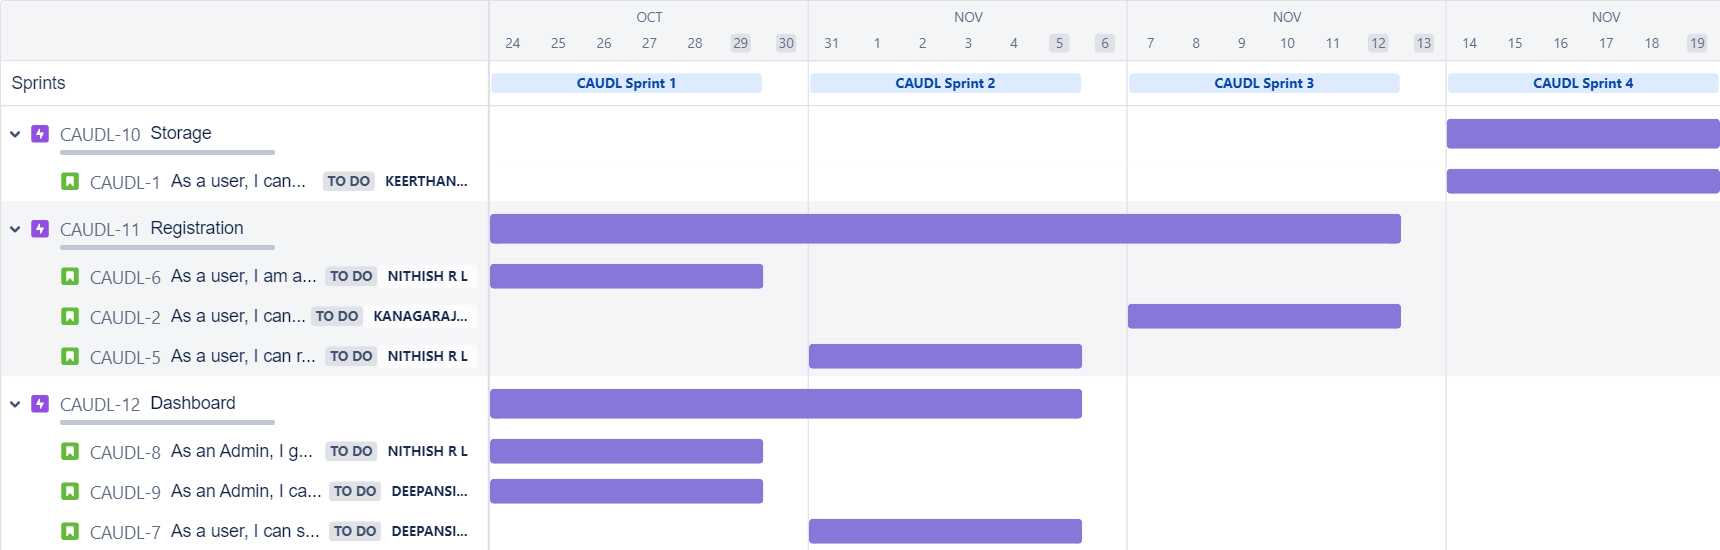 OCT NOV NOV NOV
24 25 26 27 28 29 30 31 1 2 3 4 5 6 7 8 9 10 11 12 13 14 15 16 17 18 19
Sprints CAUDL Sprint 1 CAUDL Sprint 2 CAUDL Sprint 3 CAUDL Sprint 4
CAUDL-10 Storage
CAUDL-1 As a user, I can... TO DO KEERTHAN...
CAUDL-11 Registration
CAUDL-6 As a user, I am a... TO DO NITHISH R L
CAUDL-2 As a user, I can... TO DO KANAGARAJ...
CAUDL-5 As a user, I can r... TO DO NITHISH R L
CAUDL-12 Dashboard
CAUDL-8 As an Admin, I g... TO DO NITHISH R L
CAUDL-9 As an Admin, I ca... TO DO DEEPANSI...
CAUDL-7 As a user, I can s... TO DO DEEPANSI...